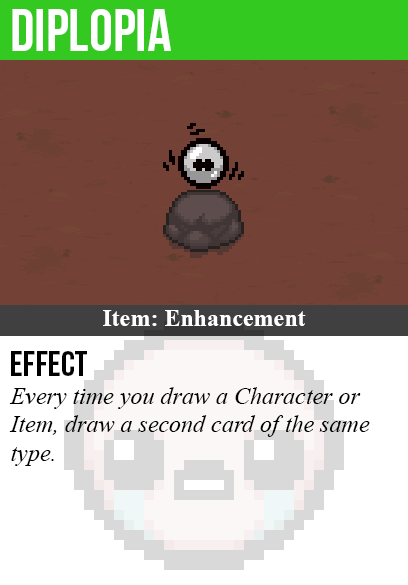 DIPLOPIA
Item: Enhancement
EFFECT
Every time you draw a Character or
Item, draw a second card of the same
type.